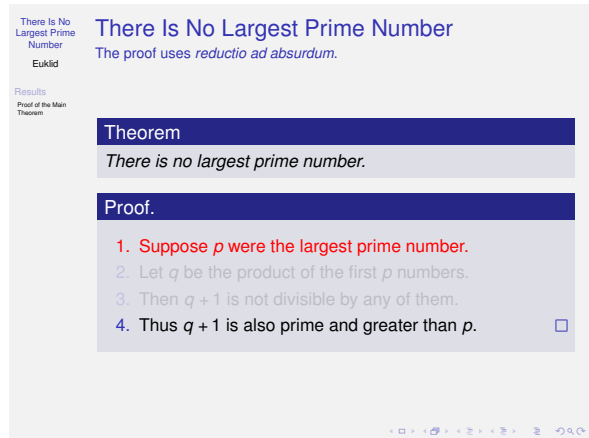 There Is No
Largest Prime
Number
Euklid
Results
Proof of the Main
Theorem
There Is No Largest Prime Number
The proof uses reductio ad absurdum.
Theorem
There is no largest prime number.
Proof.
1. Suppose p were the largest prime number.
2. Let q be the product of the first p numbers.
3. Then q + 1 is not divisible by any of them.
4. Thus q + 1 is also prime and greater than p.